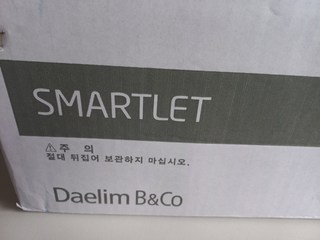 SMARTLET
⚠ 주 의
절대 뒤집어 보관하지 마십시오.
Daelim B&Co